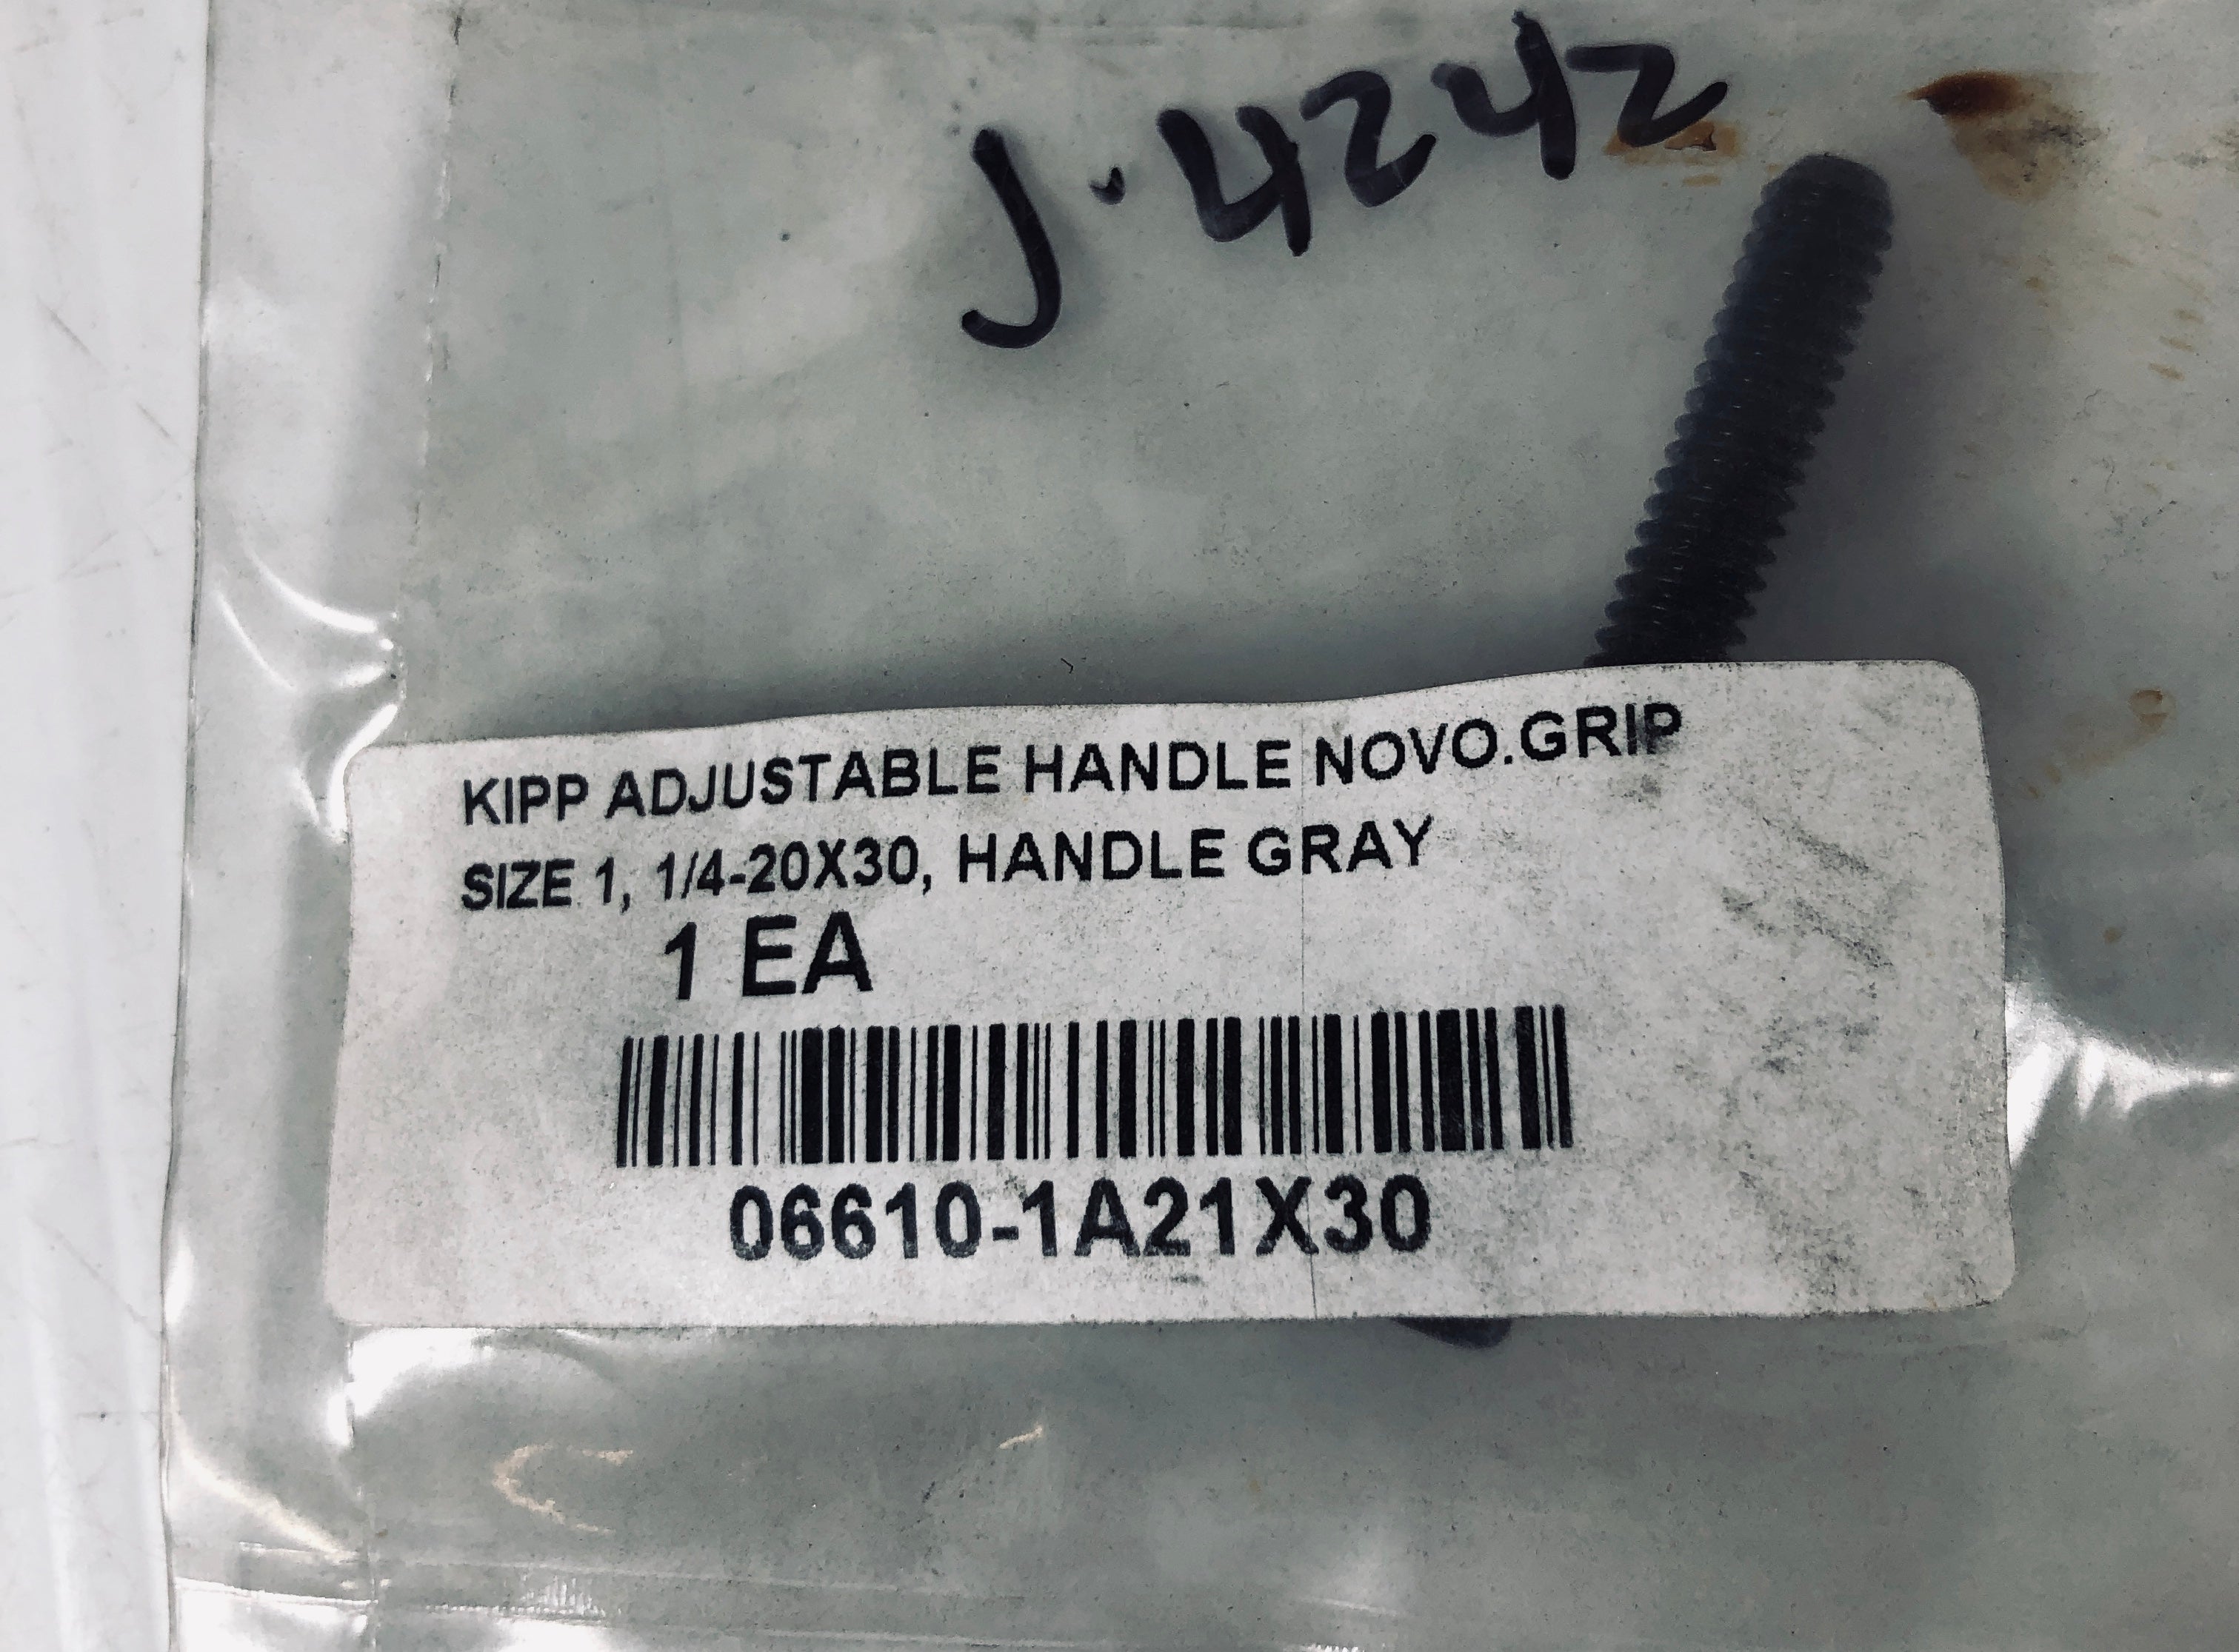 J-4242
KIPP ADJUSTABLE HANDLE NOVO.GRIP
SIZE 1, 1/4-20X30, HANDLE GRAY
1 EA
06610-1A21X30